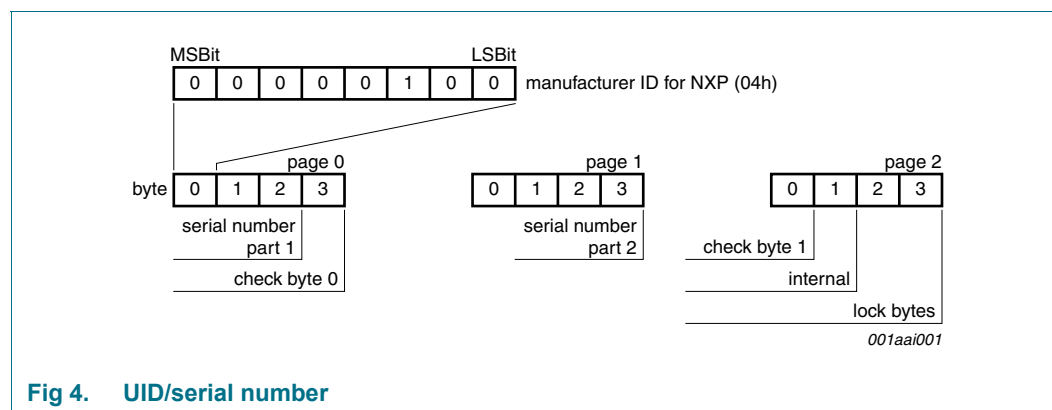 MSBit LSBit
0 0 0 0 0 1 0 0 manufacturer ID for NXP (04h)
page 0 page 1 page 2
byte 0 1 2 3 0 1 2 3 0 1 2 3
serial number serial number
part 1 part 2 check byte 1
check byte 0 internal
lock bytes
001aai001
Fig 4. UID/serial number